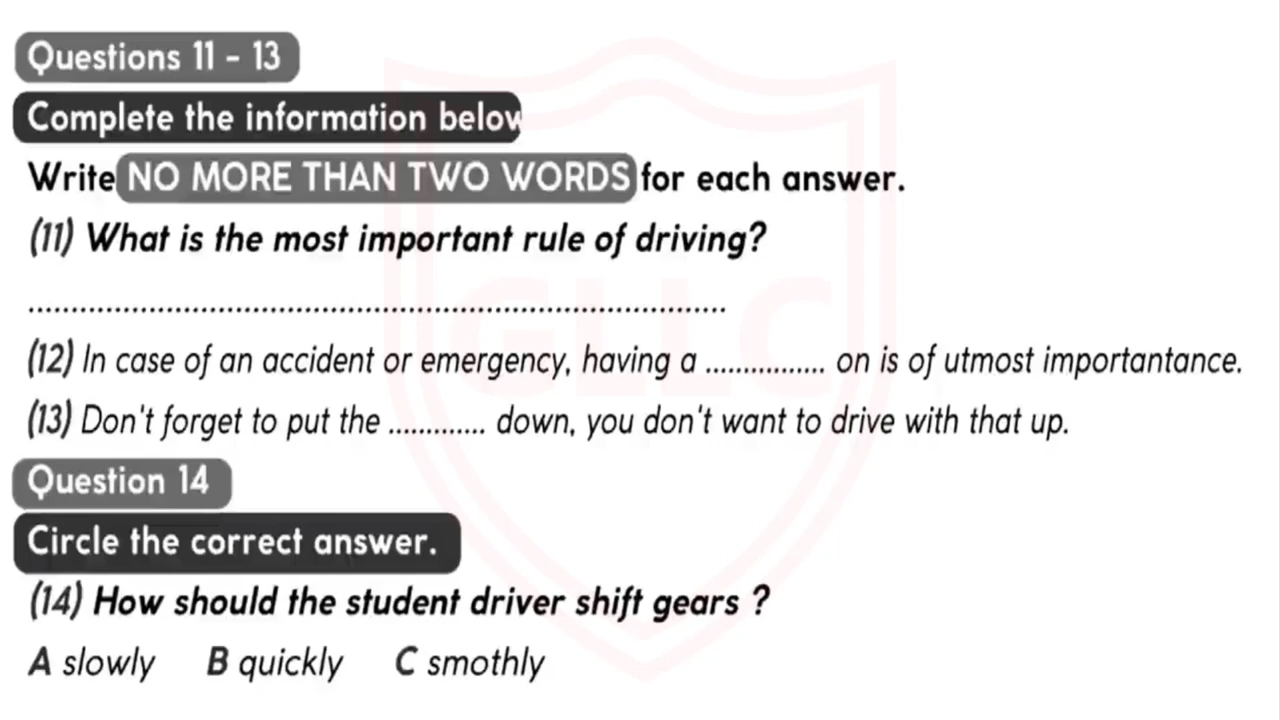 Questions 11 - 13
Complete the information below
Write NO MORE THAN TWO WORDS for each answer.
(11) What is the most important rule of driving?
................................................................................
(12) In case of an accident or emergency, having a ................ on is of utmost importantance.
(13) Don't forget to put the ............. down, you don't want to drive with that up.
Question 14
Circle the correct answer.
(14) How should the student driver shift gears ?
A slowly B quickly C smothly
GLLC